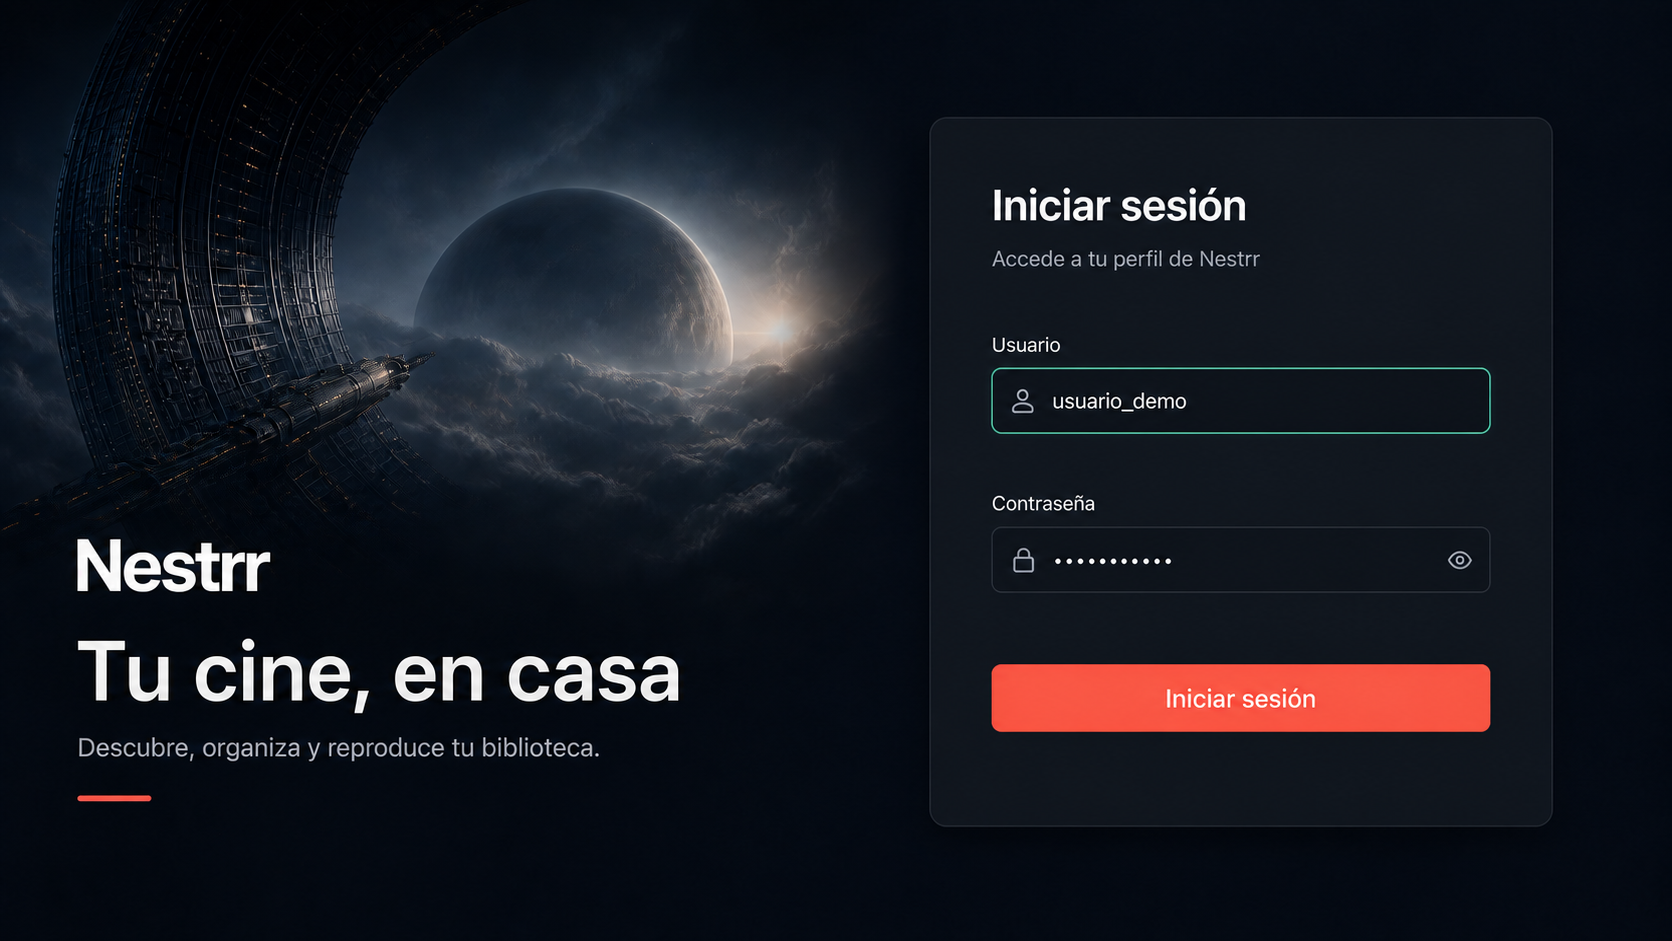 Nestrr
Tu cine, en casa
Descubre, organiza y reproduce tu biblioteca.
Iniciar sesión
Accede a tu perfil de Nestrr
Usuario
usuario_demo
Contraseña
•••••••••••
Iniciar sesión